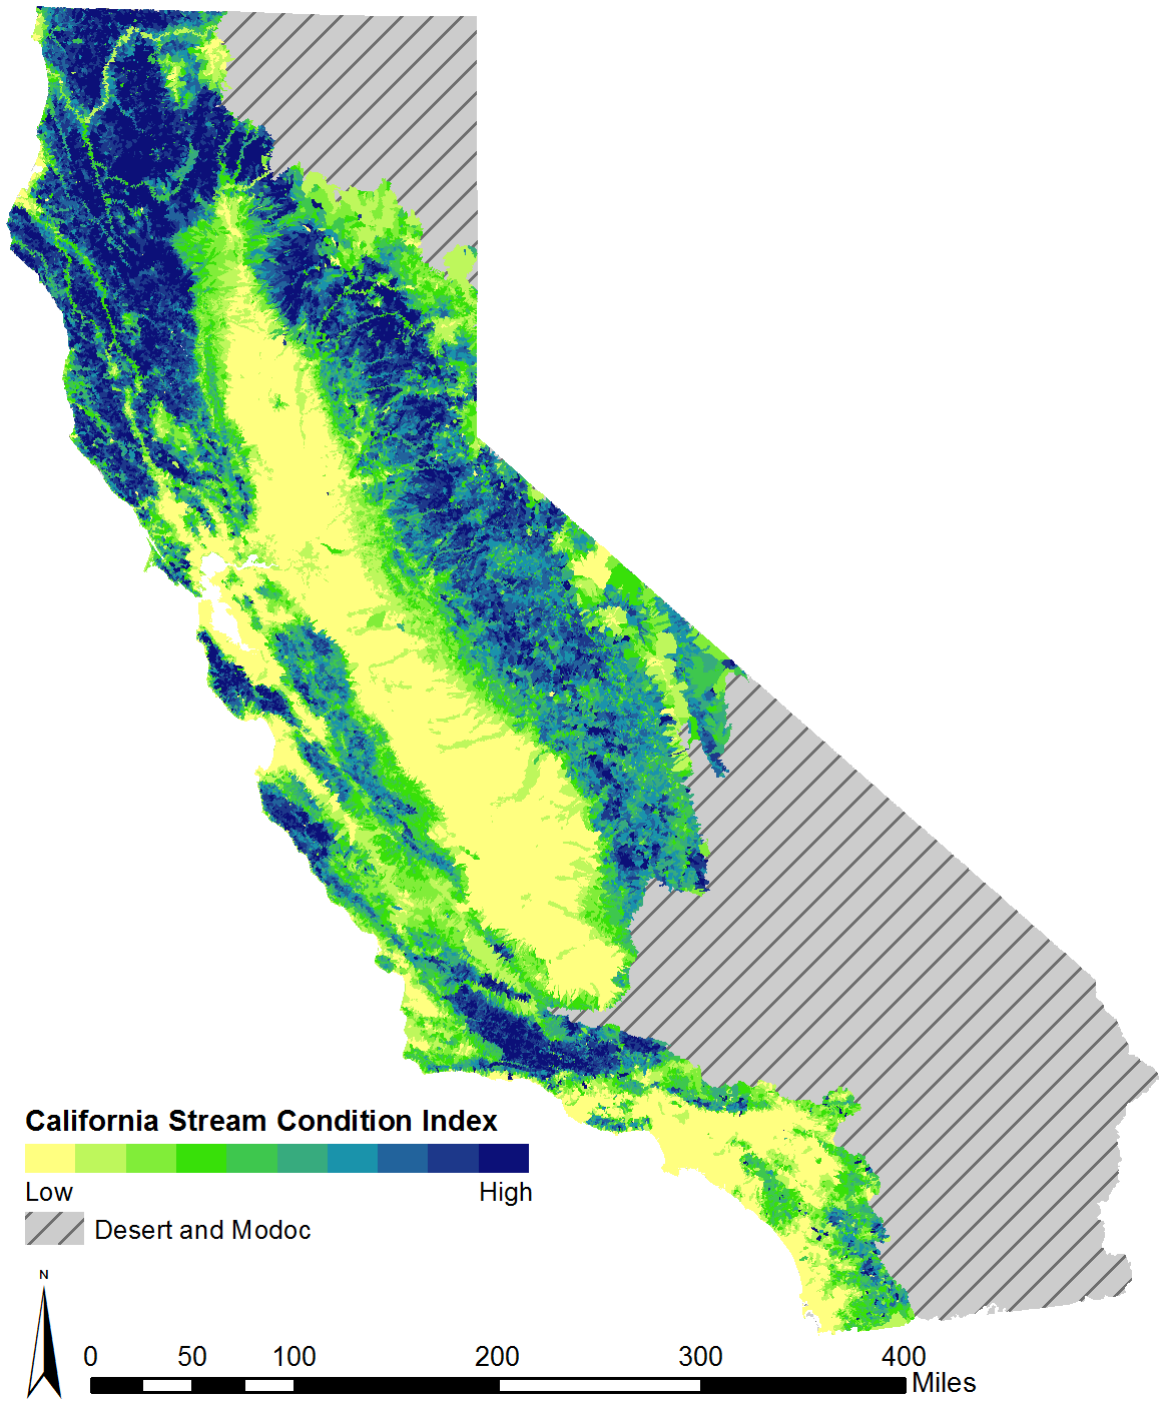 California Stream Condition Index
Low High
Desert and Modoc
N
0 50 100 200 300 400
Miles